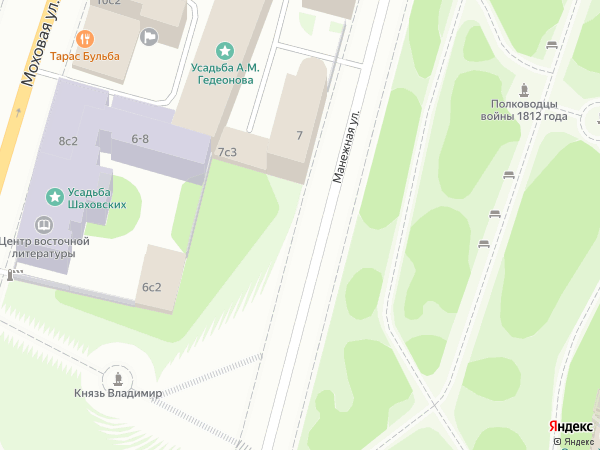 10с2
Моховая ул.
Тарас Бульба
Усадьба А.М.
Гедеонова
Полководцы
войны 1812 года
8с2
6-8
7
7с3
Манежная ул.
Усадьба
Шаховских
Центр восточной
литературы
6с2
Князь Владимир
Яндекс
© Яндекс